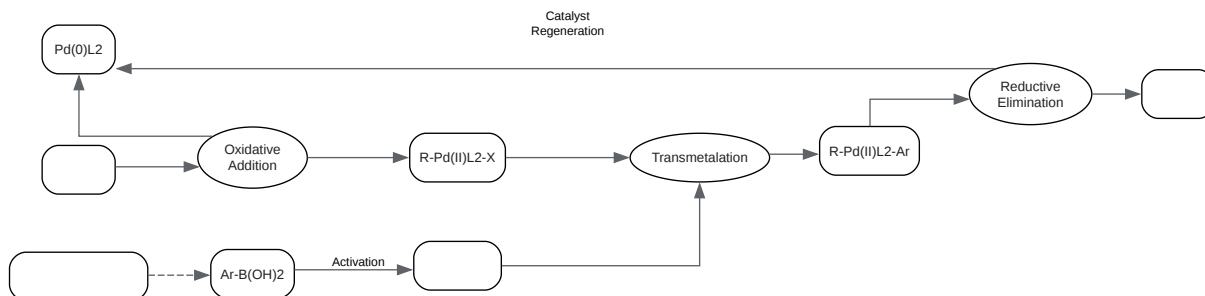 Catalyst
Regeneration
Pd(0)L2
Reductive
Elimination
Oxidative
Addition
R-Pd(II)L2-X
Transmetalation
R-Pd(II)L2-Ar
Ar-B(OH)2
Activation